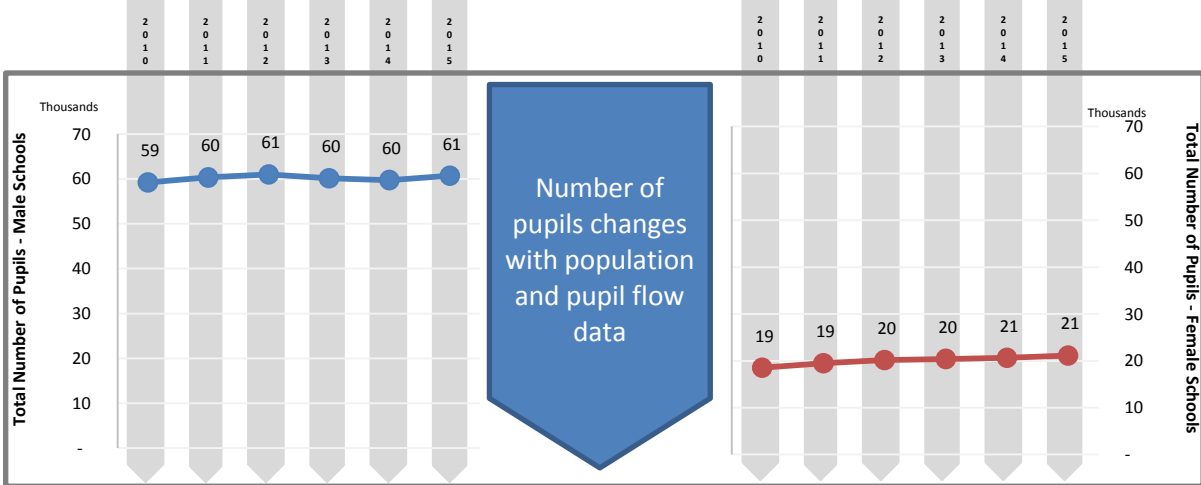 2010 2011 2012 2013 2014 2015
Total Number of Pupils - Male Schools
Thousands
70
60
50
40
30
20
10
-
59 60 61 60 60 61
Number of
pupils changes
with population
and pupil flow
data
2010 2011 2012 2013 2014 2015
Thousands
70
60
50
40
30
20
10
-
19 19 20 20 21 21
Total Number of Pupils - Female Schools